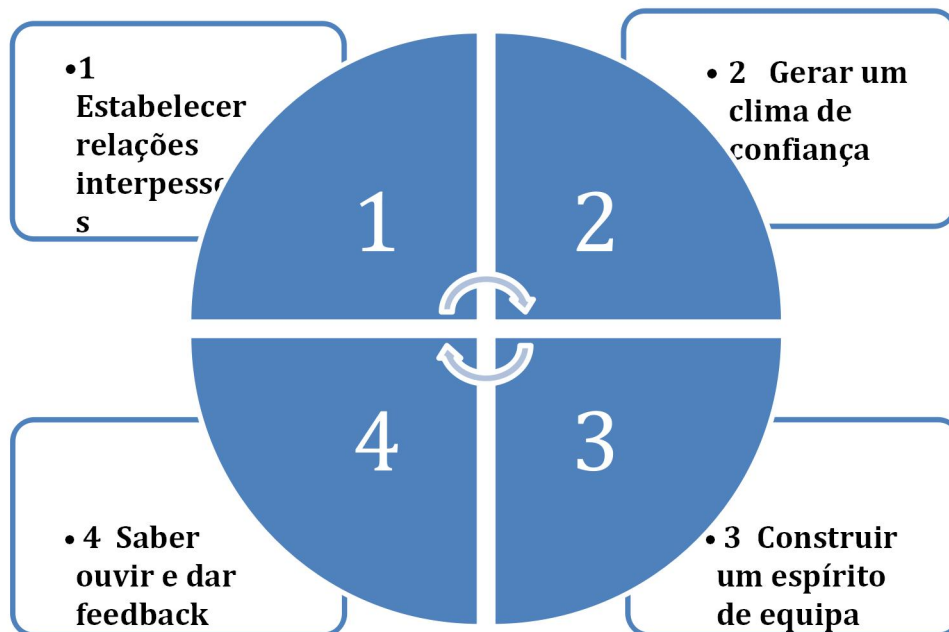 •1
Estabelecer
relações
s
1
• 2 Gerar um
clima de
confiança
2
4
• 4 Saber
ouvir e dar
feedback
3
• 3 Construir
um espírito
de equipa